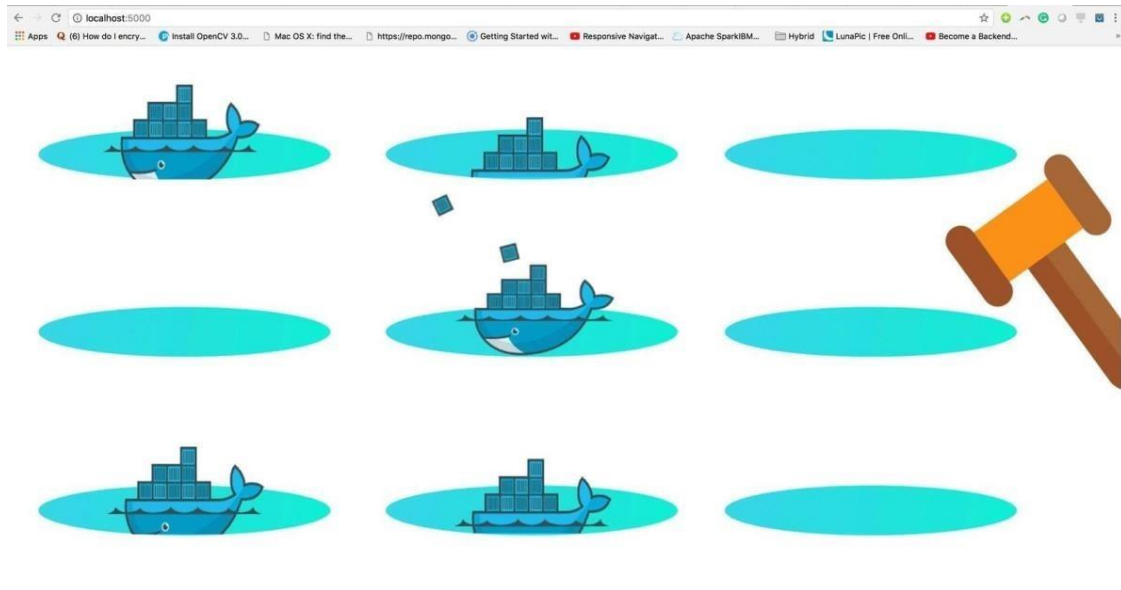 localhost:5000
Apps (6) How do I encry... Install OpenCV 3.0... Mac OS X: find the... https://repo.mongo... Getting Started wit... Responsive Navigat... Apache SparkIBM... Hybrid LunaPic | Free Onli... Become a Backend...